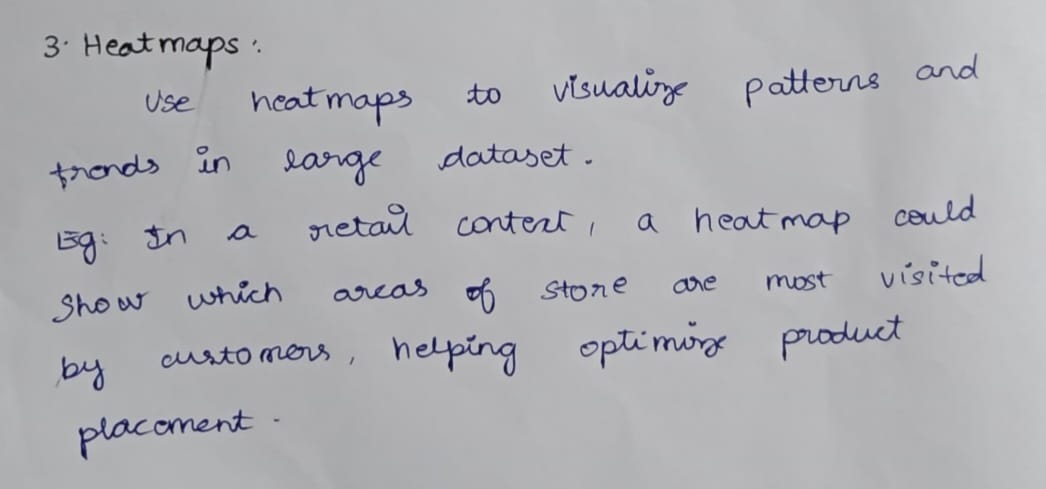 3. Heatmaps :
Use heatmaps to visualize patterns and
trends in large dataset.
Eg: In a retail context, a heatmap could
Show which areas of store are most visited
by customers, helping optimize product
placement.